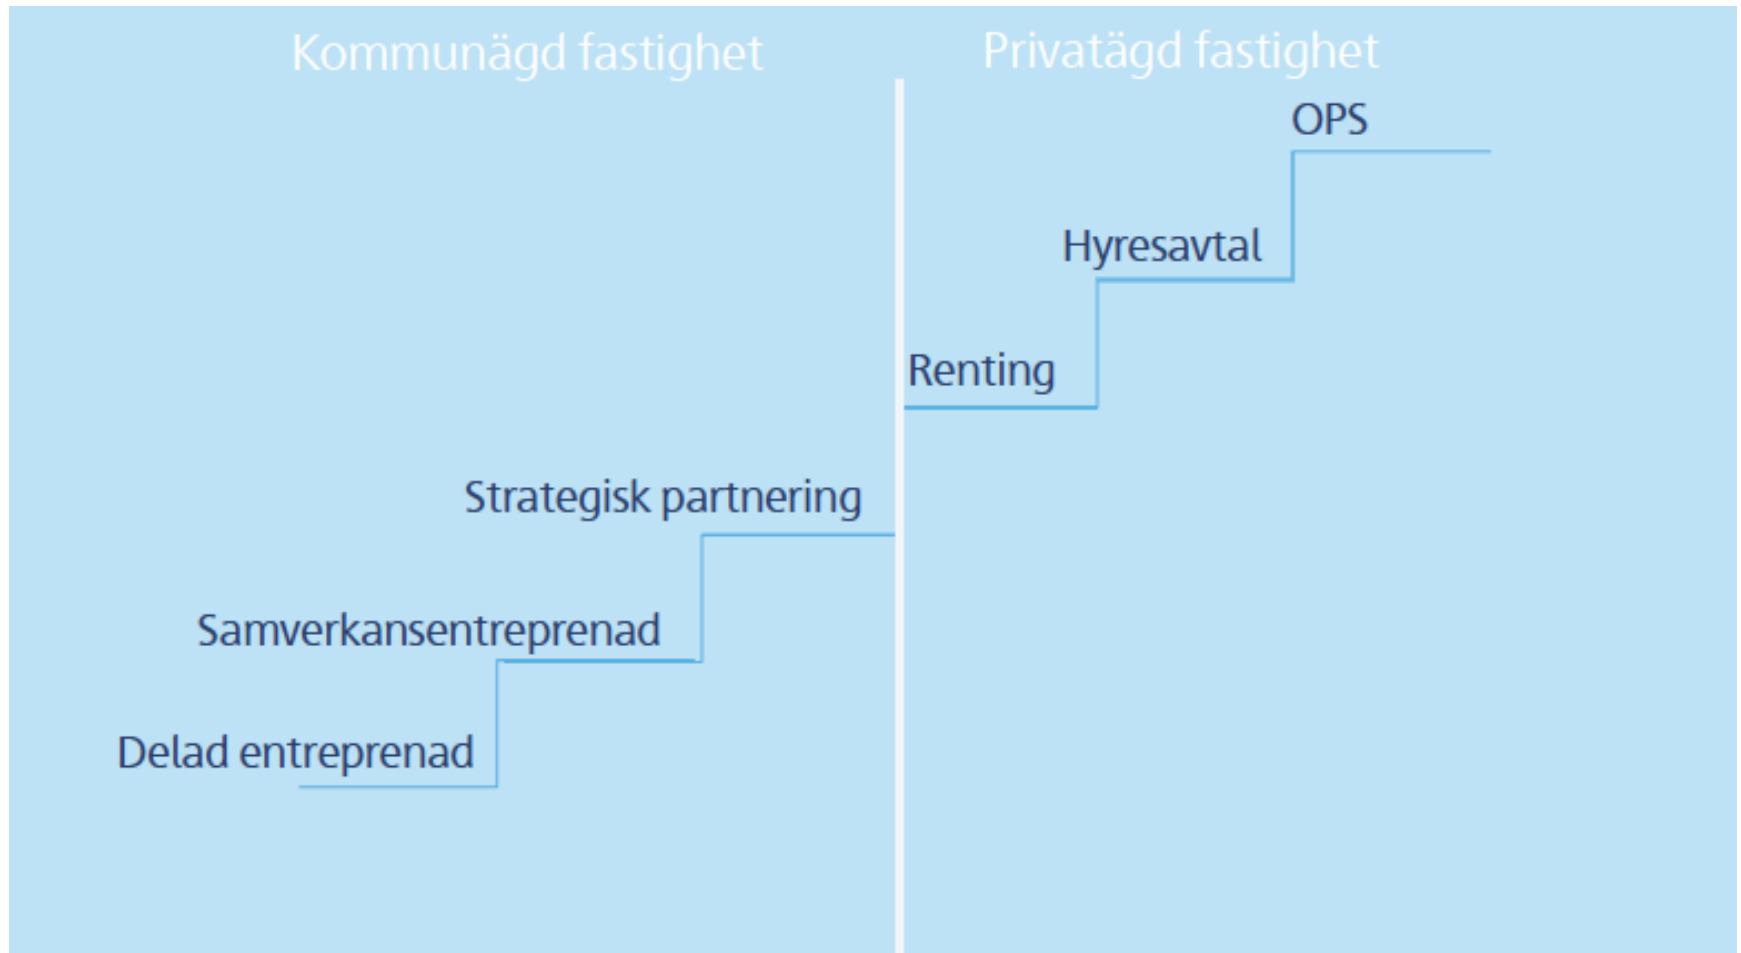 Kommunägd fastighet
Privatägd fastighet
OPS
Hyresavtal
Renting
Strategisk partnering
Samverkansentreprenad
Delad entreprenad